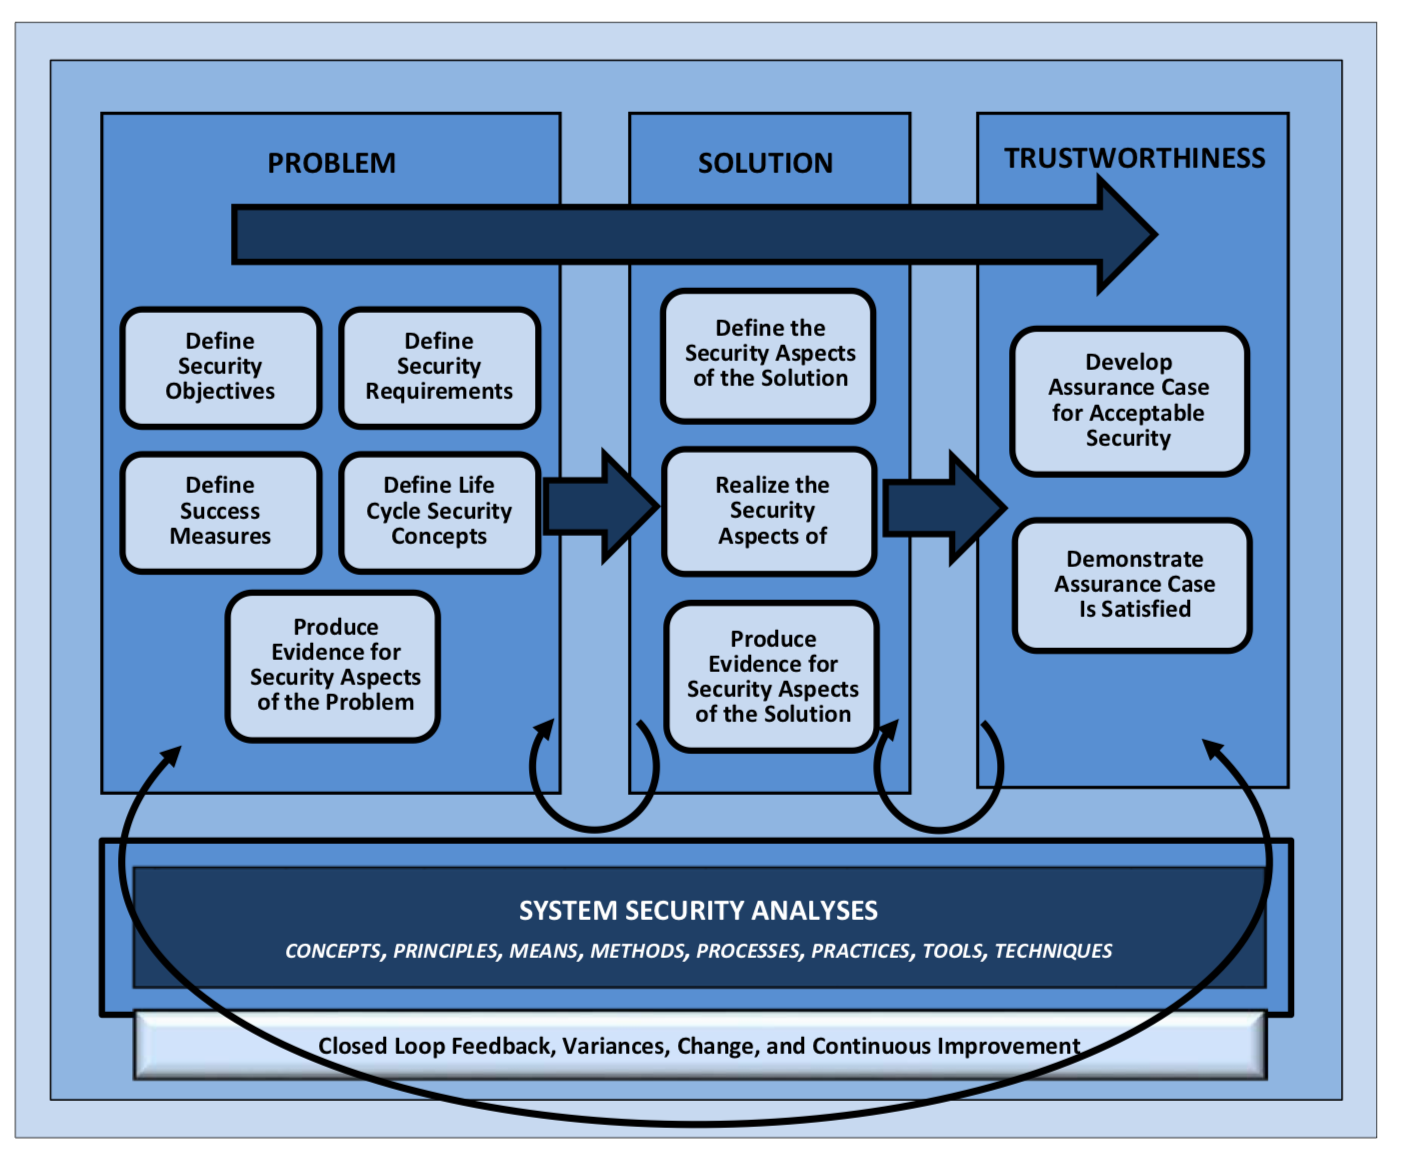 PROBLEM
Define
Security
Objectives
Define
Security
Requirements
Define
Success
Measures
Define Life
Cycle Security
Concepts
Produce
Evidence for
Security Aspects
of the Problem
SOLUTION
Define the
Security Aspects
of the Solution
Realize the
Security
Aspects of
Produce
Evidence for
Security Aspects
of the Solution
TRUSTWORTHINESS
Develop
Assurance Case
for Acceptable
Security
Demonstrate
Assurance Case
Is Satisfied
SYSTEM SECURITY ANALYSES
CONCEPTS, PRINCIPLES, MEANS, METHODS, PROCESSES, PRACTICES, TOOLS, TECHNIQUES
Closed Loop Feedback, Variances, Change, and Continuous Improvement